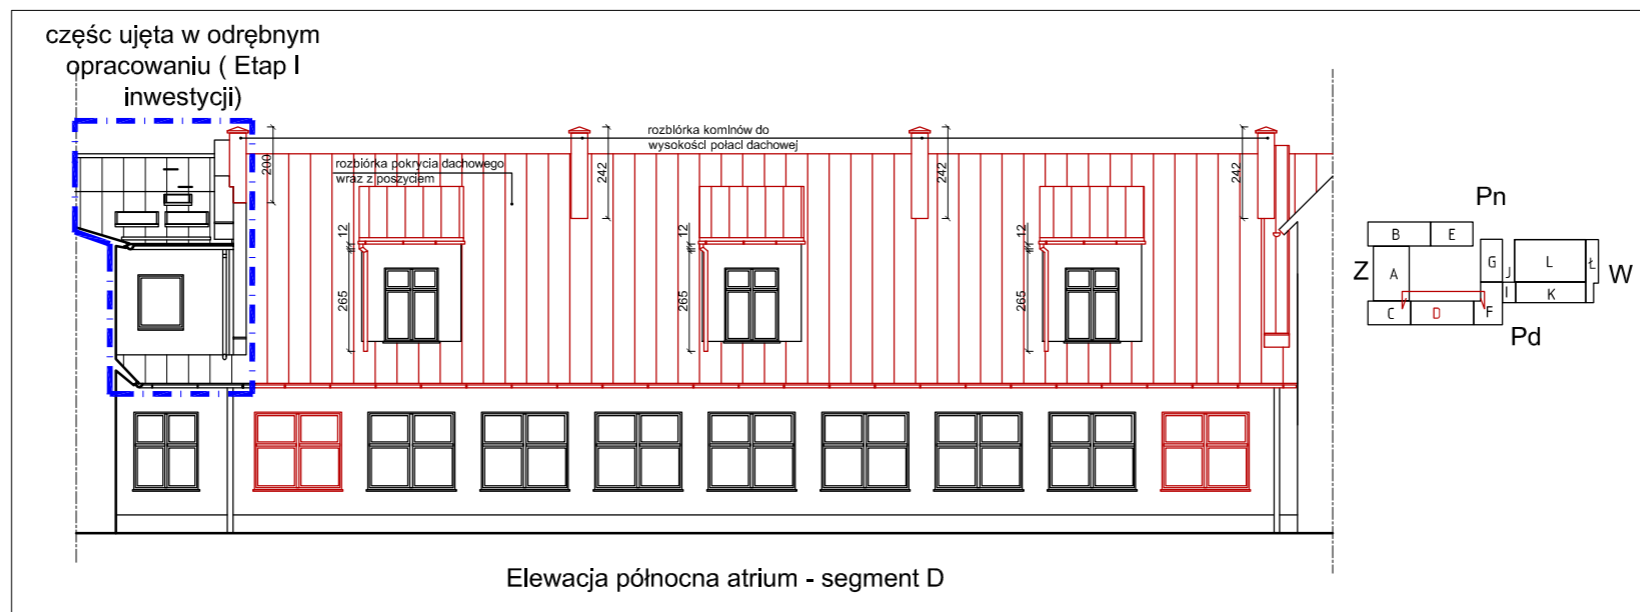 częśc ujęta w odrębnym
opracowaniu ( Etap I
inwestycji)
rozbiórka kominów do
wysokości połaci dachowej
rozbiórka pokrycia dachowego
wraz z poszyciem
200
242
242
242
12
265
12
265
12
265
Pn
B
E
Z
A
G
J
L
Ł
W
I
K
C
D
F
Pd
Elewacja północna atrium - segment D